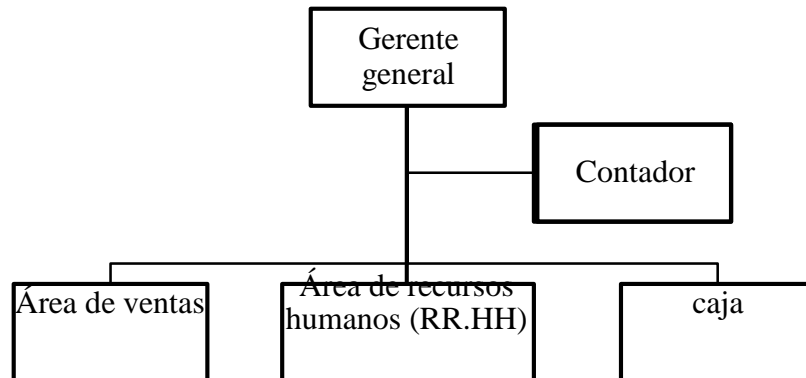 Gerente
general
Contador
Área de ventas
Área de recursos
humanos (RR.HH)
caja